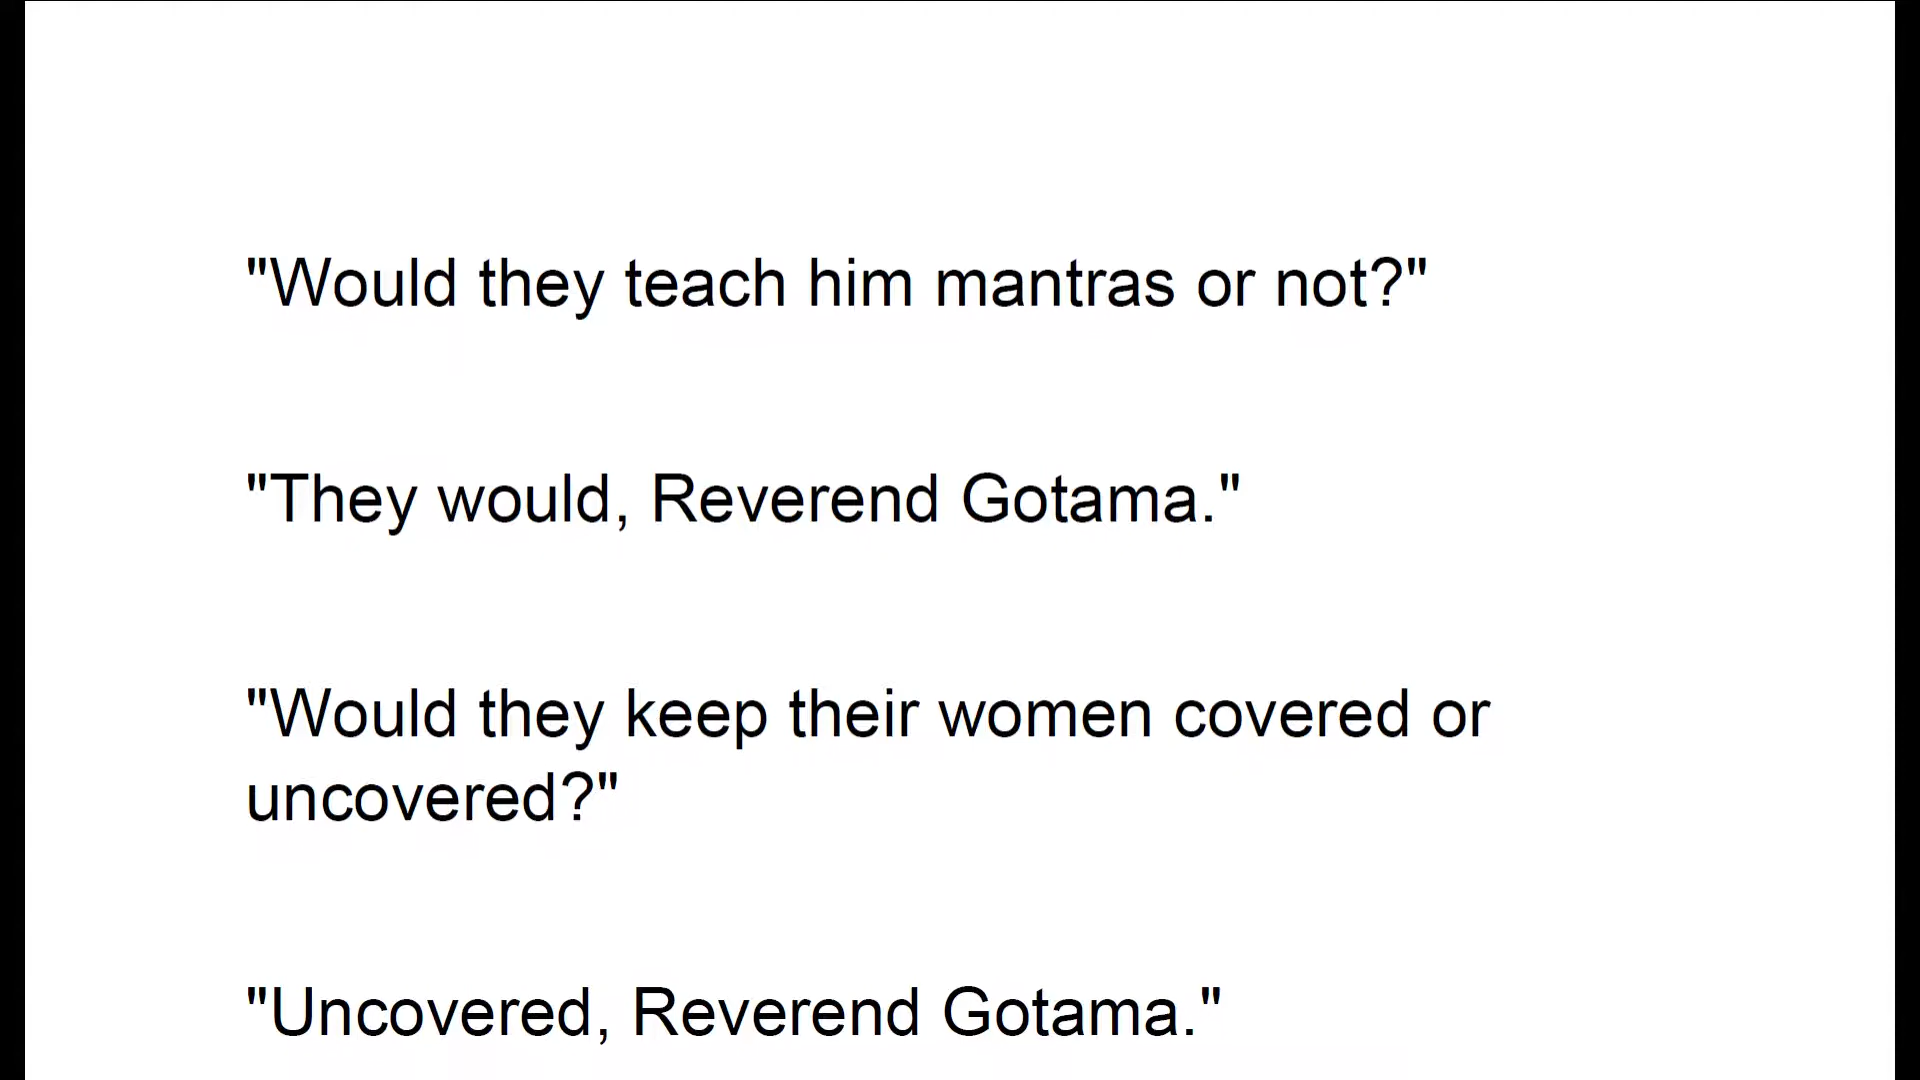 "Would they teach him mantras or not?"
"They would, Reverend Gotama."
"Would they keep their women covered or
uncovered?"
"Uncovered, Reverend Gotama."